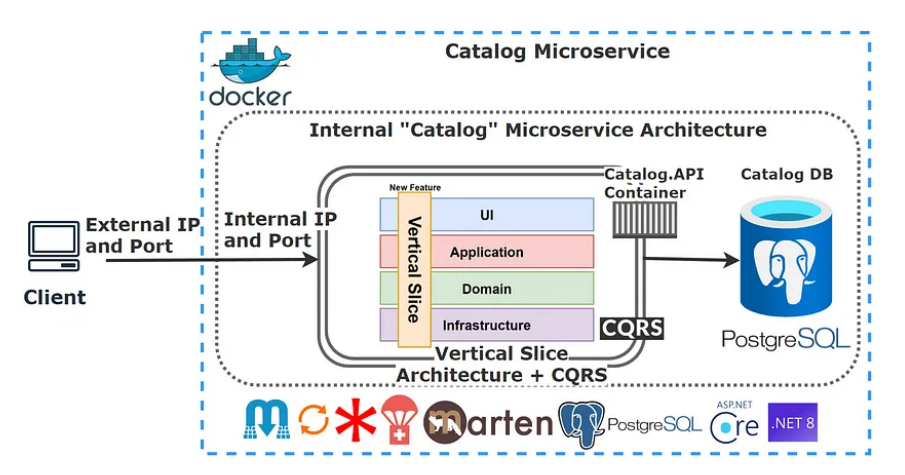 Catalog Microservice
docker
Internal "Catalog" Microservice Architecture
Catalog.API
Container
Catalog DB
New Feature
UI
Application
Domain
Infrastructure
Vertical Slice
External IP
and Port
Internal IP
and Port
Client
CQRS
PostgreSQL
Vertical Slice
Architecture + CQRS
marten
PostgreSQL
ASP.NET
Core
.NET 8